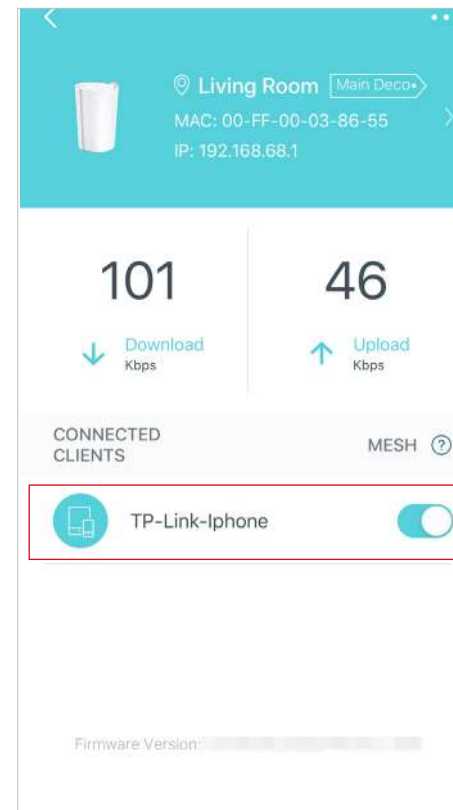 Living Room Main Deco
MAC: 00-FF-00-03-86-55
IP: 192.168.68.1
101 46
Download Upload
Kbps Kbps
CONNECTED
CLIENTS
MESH ?
TP-Link-Iphone
Firmware Version: